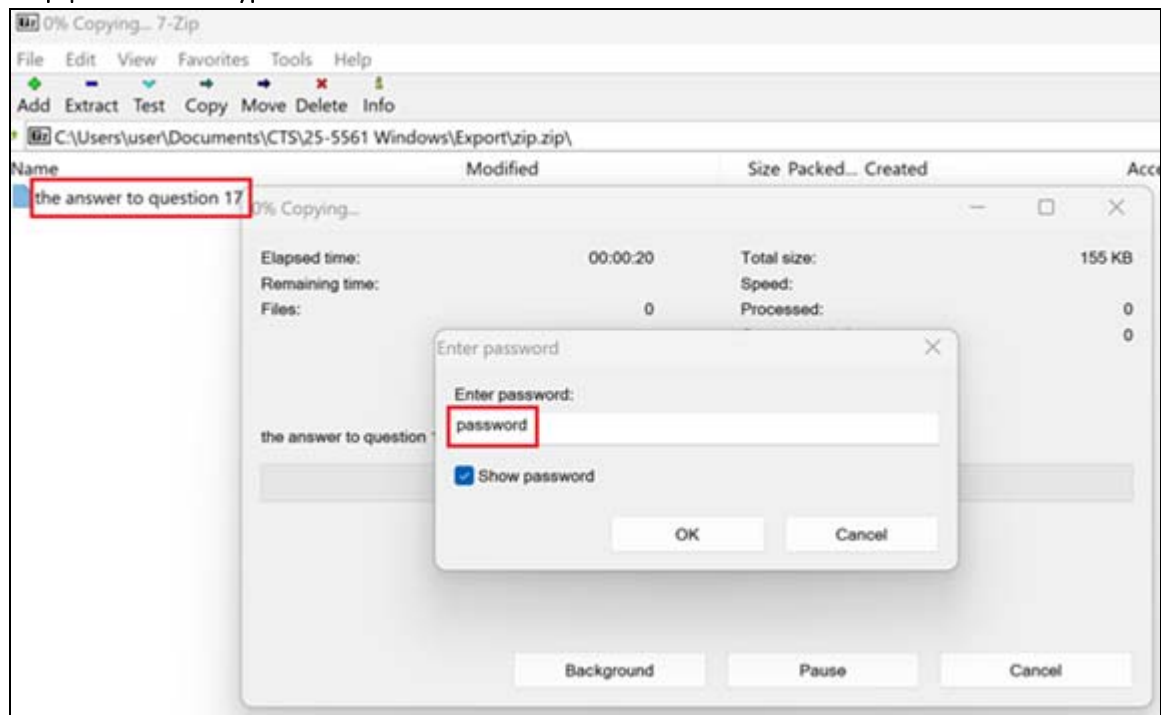 0% Copying... 7-Zip
File Edit View Favorites Tools Help
Add Extract Test Copy Move Delete Info
C:\Users\user\Documents\CTS\25-5561 Windows\Export\zip.zip\
Name Modified Size Packed... Created
the answer to question 17
0% Copying...
Elapsed time: 00:00:20 Total size: 155 KB
Remaining time: Speed:
Files: 0 Processed: 0
0
Enter password
Enter password:
password
the answer to question
Show password
OK Cancel
Background Pause Cancel